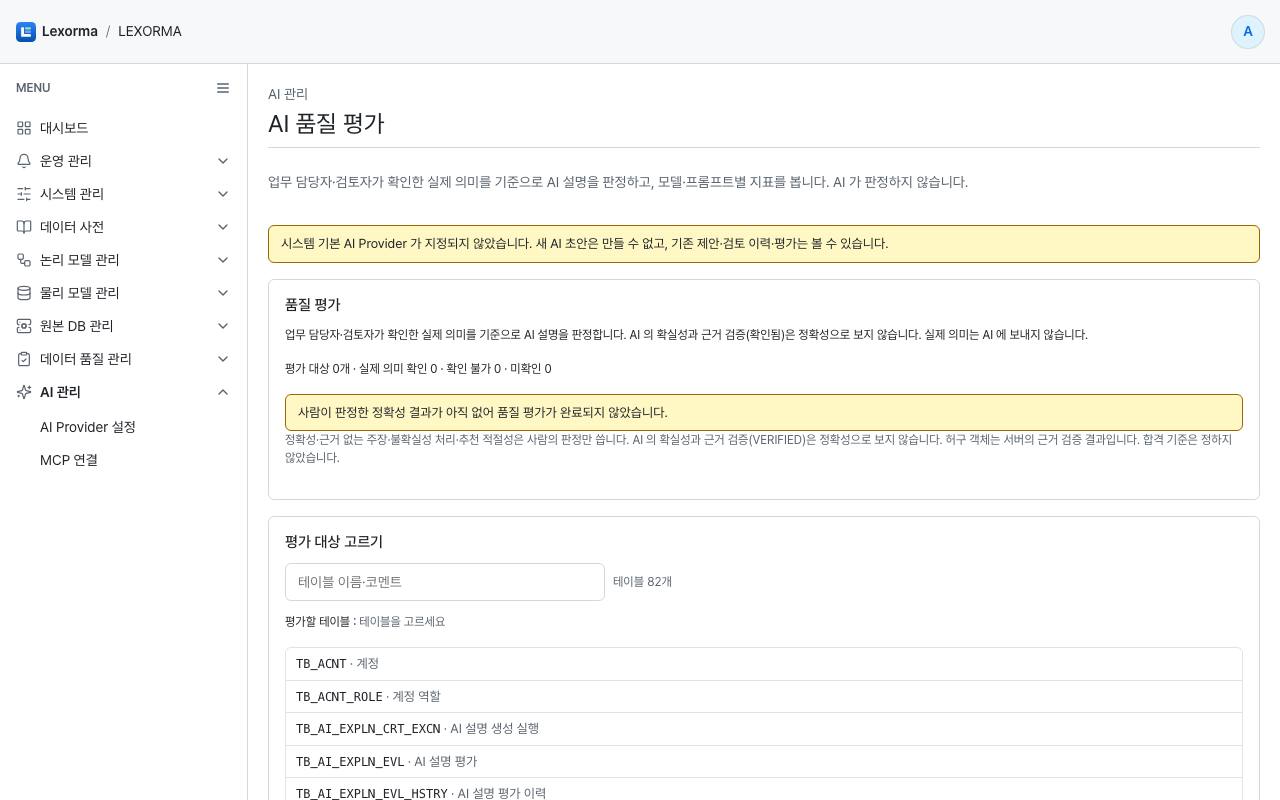 Lexorma / LEXORMA
A
MENU
대시보드
운영 관리
시스템 관리
데이터 사전
논리 모델 관리
물리 모델 관리
원본 DB 관리
데이터 품질 관리
AI 관리
AI Provider 설정
MCP 연결
AI 관리
AI 품질 평가
업무 담당자·검토자가 확인한 실제 의미를 기준으로 AI 설명을 판정하고, 모델·프롬프트별 지표를 봅니다. AI 가 판정하지 않습니다.
시스템 기본 AI Provider 가 지정되지 않았습니다. 새 AI 초안은 만들 수 없고, 기존 제안·검토 이력·평가는 볼 수 있습니다.
품질 평가
업무 담당자·검토자가 확인한 실제 의미를 기준으로 AI 설명을 판정합니다. AI 의 확실성과 근거 검증(확인됨)은 정확성으로 보지 않습니다. 실제 의미는 AI 에 보내지 않습니다.
평가 대상 0개 · 실제 의미 확인 0 · 확인 불가 0 · 미확인 0
사람이 판정한 정확성 결과가 아직 없어 품질 평가가 완료되지 않았습니다.
정확성·근거 없는 주장·불확실성 처리·추천 적절성은 사람의 판정만 씁니다. AI 의 확실성과 근거 검증(VERIFIED)은 정확성으로 보지 않습니다. 허구 객체는 서버의 근거 검증 결과입니다. 합격 기준은 정하지
않았습니다.
평가 대상 고르기
테이블 이름·코멘트
테이블 82개
평가할 테이블 : 테이블을 고르세요
TB_ACNT · 계정
TB_ACNT_ROLE · 계정 역할
TB_AI_EXPLN_CRT_EXCN · AI 설명 생성 실행
TB_AI_EXPLN_EVL · AI 설명 평가
TB_AI_EXPLN_EVL_HSTRY · AI 설명 평가 이력